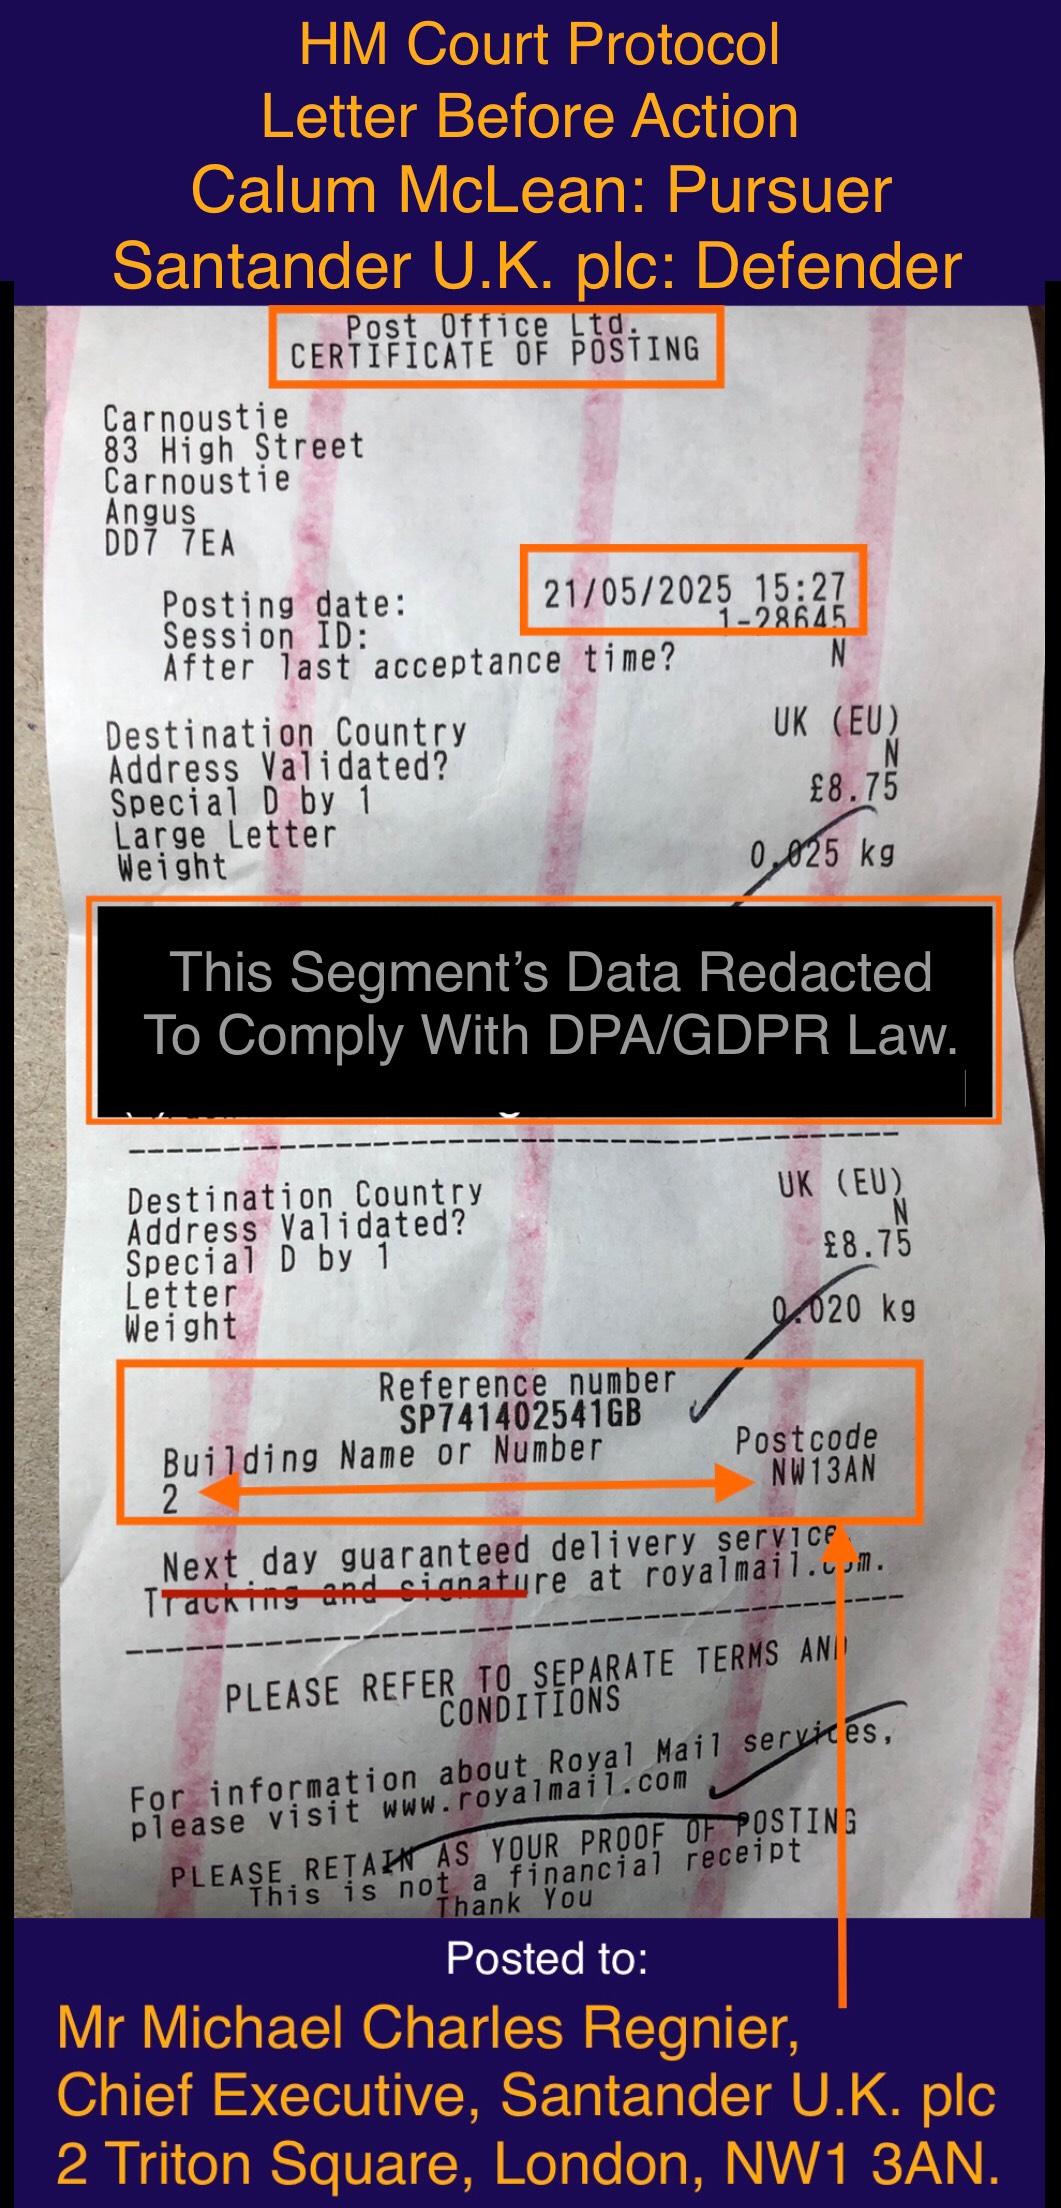 HM Court Protocol
Letter Before Action
Calum McLean: Pursuer
Santander U.K. plc: Defender
Post Office Ltd.
CERTIFICATE OF POSTING
Carnoustie
83 High Street
Carnoustie
Angus
DD7 7EA
Posting date: 21/05/2025 15:27
Session ID: 1-28645
After last acceptance time? N
Destination Country UK (EU)
Address Validated? N
Special D by 1 £8.75
Large Letter
Weight 0.025 kg
This Segment's Data Redacted
To Comply With DPA/GDPR Law.
Destination Country UK (EU)
Address Validated? N
Special D by 1 £8.75
Letter
Weight 0.020 kg
Reference number
SP741402541GB
Building Name or Number Postcode
2 NW13AN
Next day guaranteed delivery service.
Tracking and signature at royalmail.com.
PLEASE REFER TO SEPARATE TERMS AND
CONDITIONS
For information about Royal Mail services,
please visit www.royalmail.com
PLEASE RETAIN AS YOUR PROOF OF POSTING
This is not a financial receipt
Thank You
Posted to:
Mr Michael Charles Regnier,
Chief Executive, Santander U.K. plc
2 Triton Square, London, NW1 3AN.